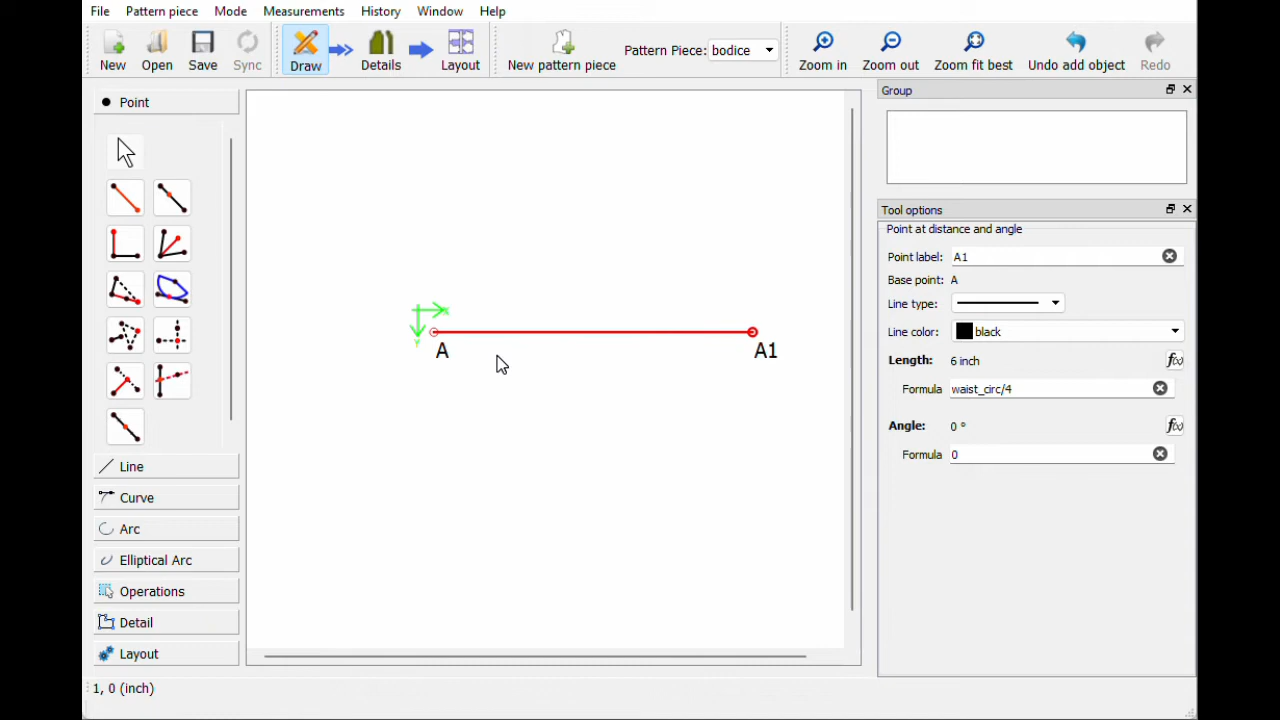 File Pattern piece Mode Measurements History Window Help
New Open Save Sync Draw Details Layout New pattern piece Pattern Piece: bodice Zoom in Zoom out Zoom fit best Undo add object Redo
Point
Line
Curve
Arc
Elliptical Arc
Operations
Detail
Layout
X
Y
A A1
Group
Tool options
Point at distance and angle
Point label: A1
Base point: A
Line type:
Line color: black
Length: 6 inch f(x)
Formula waist_circ/4
Angle: 0 ° f(x)
Formula 0
1, 0 (inch)